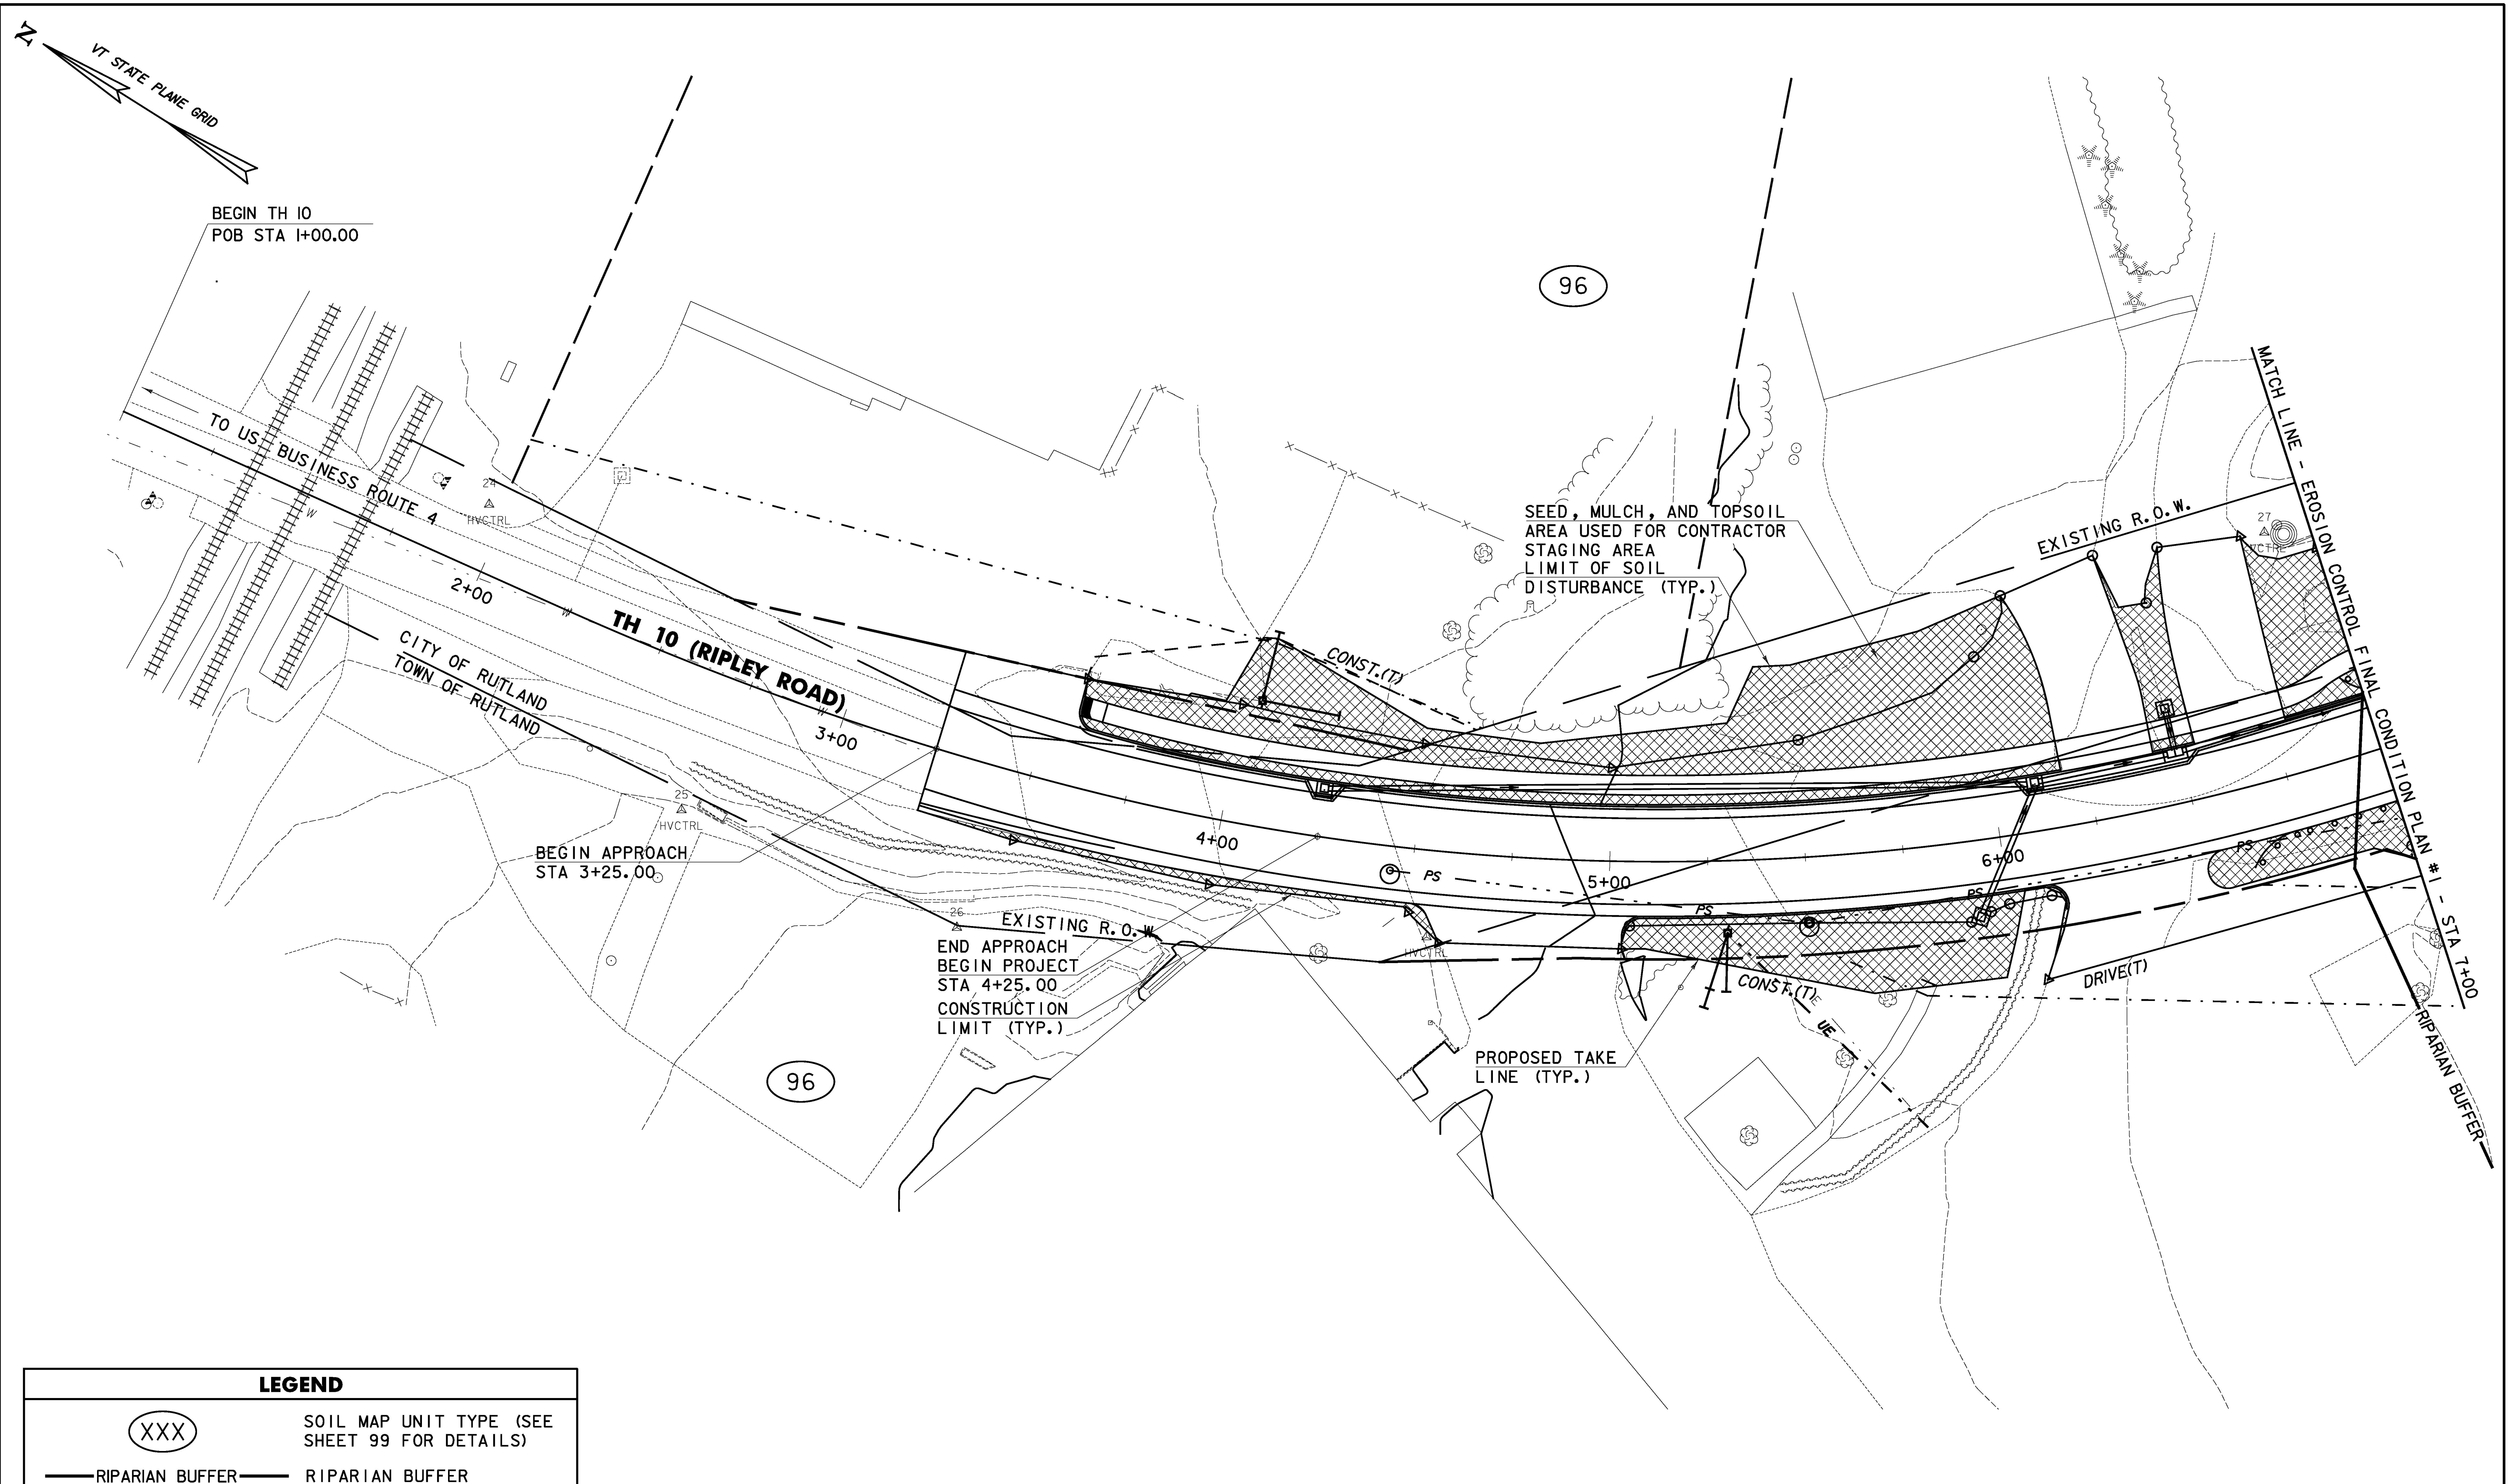 N
VT STATE PLANE GRID
BEGIN TH 10
POB STA 1+00.00
96
TO US BUSINESS ROUTE 4
W
24
HVCTRL
2+00
W
TH 10 (RIPLEY ROAD)
W
3+00
CITY OF RUTLAND
TOWN OF RUTLAND
25
HVCTRL
BEGIN APPROACH
STA 3+25.00
26
EXISTING R.O.W.
END APPROACH
BEGIN PROJECT
STA 4+25.00
CONSTRUCTION
LIMIT (TYP.)
4+00
CONST.(T)
SEED, MULCH, AND TOPSOIL
AREA USED FOR CONTRACTOR
STAGING AREA
LIMIT OF SOIL
DISTURBANCE (TYP.)
EXISTING R.O.W.
27
HVCTRL
MATCH LINE - EROSION CONTROL FINAL CONDITION PLAN #1 - STA 7+00
PS
5+00
PS
6+00
PS
PS
HVCTRL
CONST.(T)
UE
DRIVE(T)
PROPOSED TAKE
LINE (TYP.)
RIPARIAN BUFFER
96
LEGEND
XXX
SOIL MAP UNIT TYPE (SEE
SHEET 99 FOR DETAILS)
RIPARIAN BUFFER
RIPARIAN BUFFER